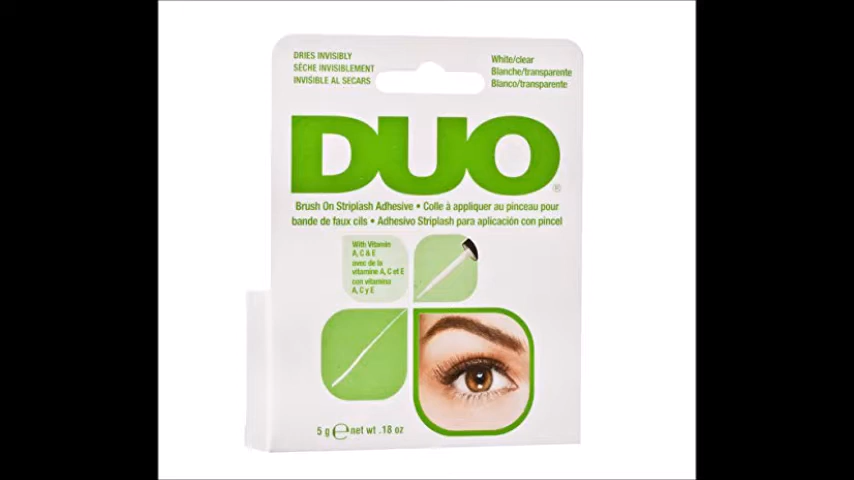 DRIES INVISIBLY
SÈCHE INVISIBLEMENT
INVISIBLE AL SECARS
White/clear
Blanche/transparente
Blanco/transparente
DUO®
Brush On Striplash Adhesive • Colle à appliquer au pinceau pour
bande de faux cils • Adhesivo Striplash para aplicación con pincel
With Vitamin
A, C & E
avec de la
vitamine A, C et E
con vitamina
A, C y E
5 g ℮ net wt .18 oz